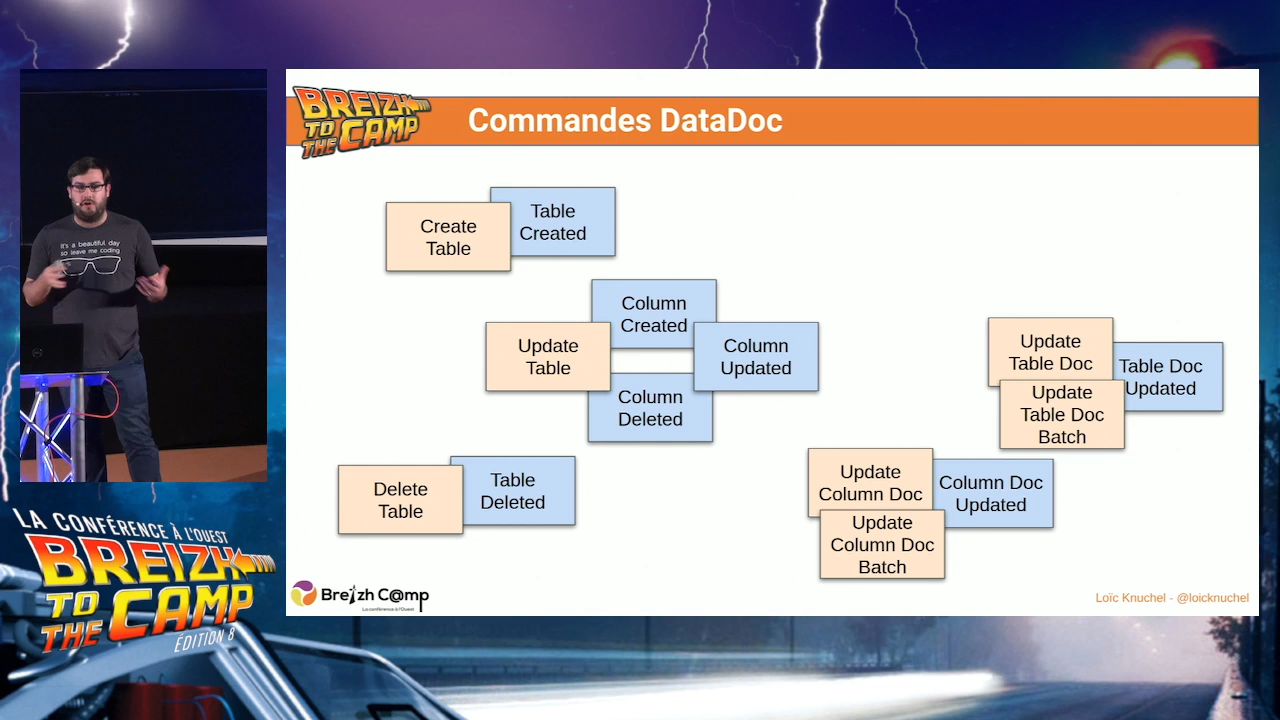 BREIZH
TO
THE CAMP
Commandes DataDoc
Create
Table
Table
Created
Column
Created
Update
Table
Column
Updated
Column
Deleted
Delete
Table
Table
Deleted
Update
Table Doc
Table Doc
Updated
Update
Table Doc
Batch
Update
Column Doc
Column Doc
Updated
Update
Column Doc
Batch
It's a beautiful day
so leave me coding
Breizh C@mp
La conférence à l'Ouest
Loïc Knuchel - @loicknuchel
LA CONFÉRENCE À L'OUEST
BREIZH
TO
THE CAMP
ÉDITION 8